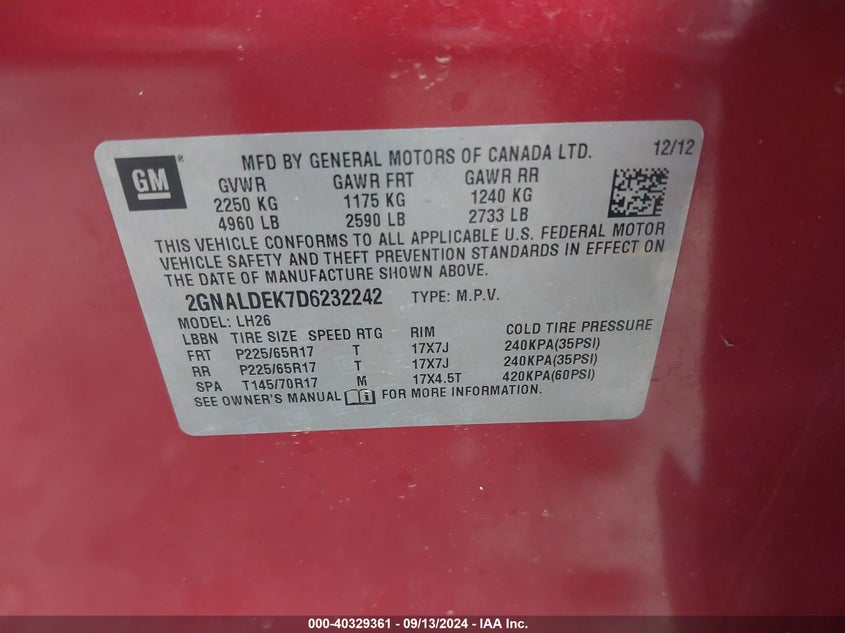 GM®
MFD BY GENERAL MOTORS OF CANADA LTD. 12/12
GVWR GAWR FRT GAWR RR
2250 KG 1175 KG 1240 KG
4960 LB 2590 LB 2733 LB
THIS VEHICLE CONFORMS TO ALL APPLICABLE U.S. FEDERAL MOTOR
VEHICLE SAFETY AND THEFT PREVENTION STANDARDS IN EFFECT ON
THE DATE OF MANUFACTURE SHOWN ABOVE.
2GNALDEK7D6232242 TYPE: M.P.V.
MODEL: LH26
LBBN TIRE SIZE SPEED RTG RIM COLD TIRE PRESSURE
FRT P225/65R17 T 17X7J 240KPA(35PSI)
RR P225/65R17 T 17X7J 240KPA(35PSI)
SPA T145/70R17 M 17X4.5T 420KPA(60PSI)
SEE OWNER'S MANUAL FOR MORE INFORMATION.
000-40329361 - 09/13/2024 - IAA Inc.